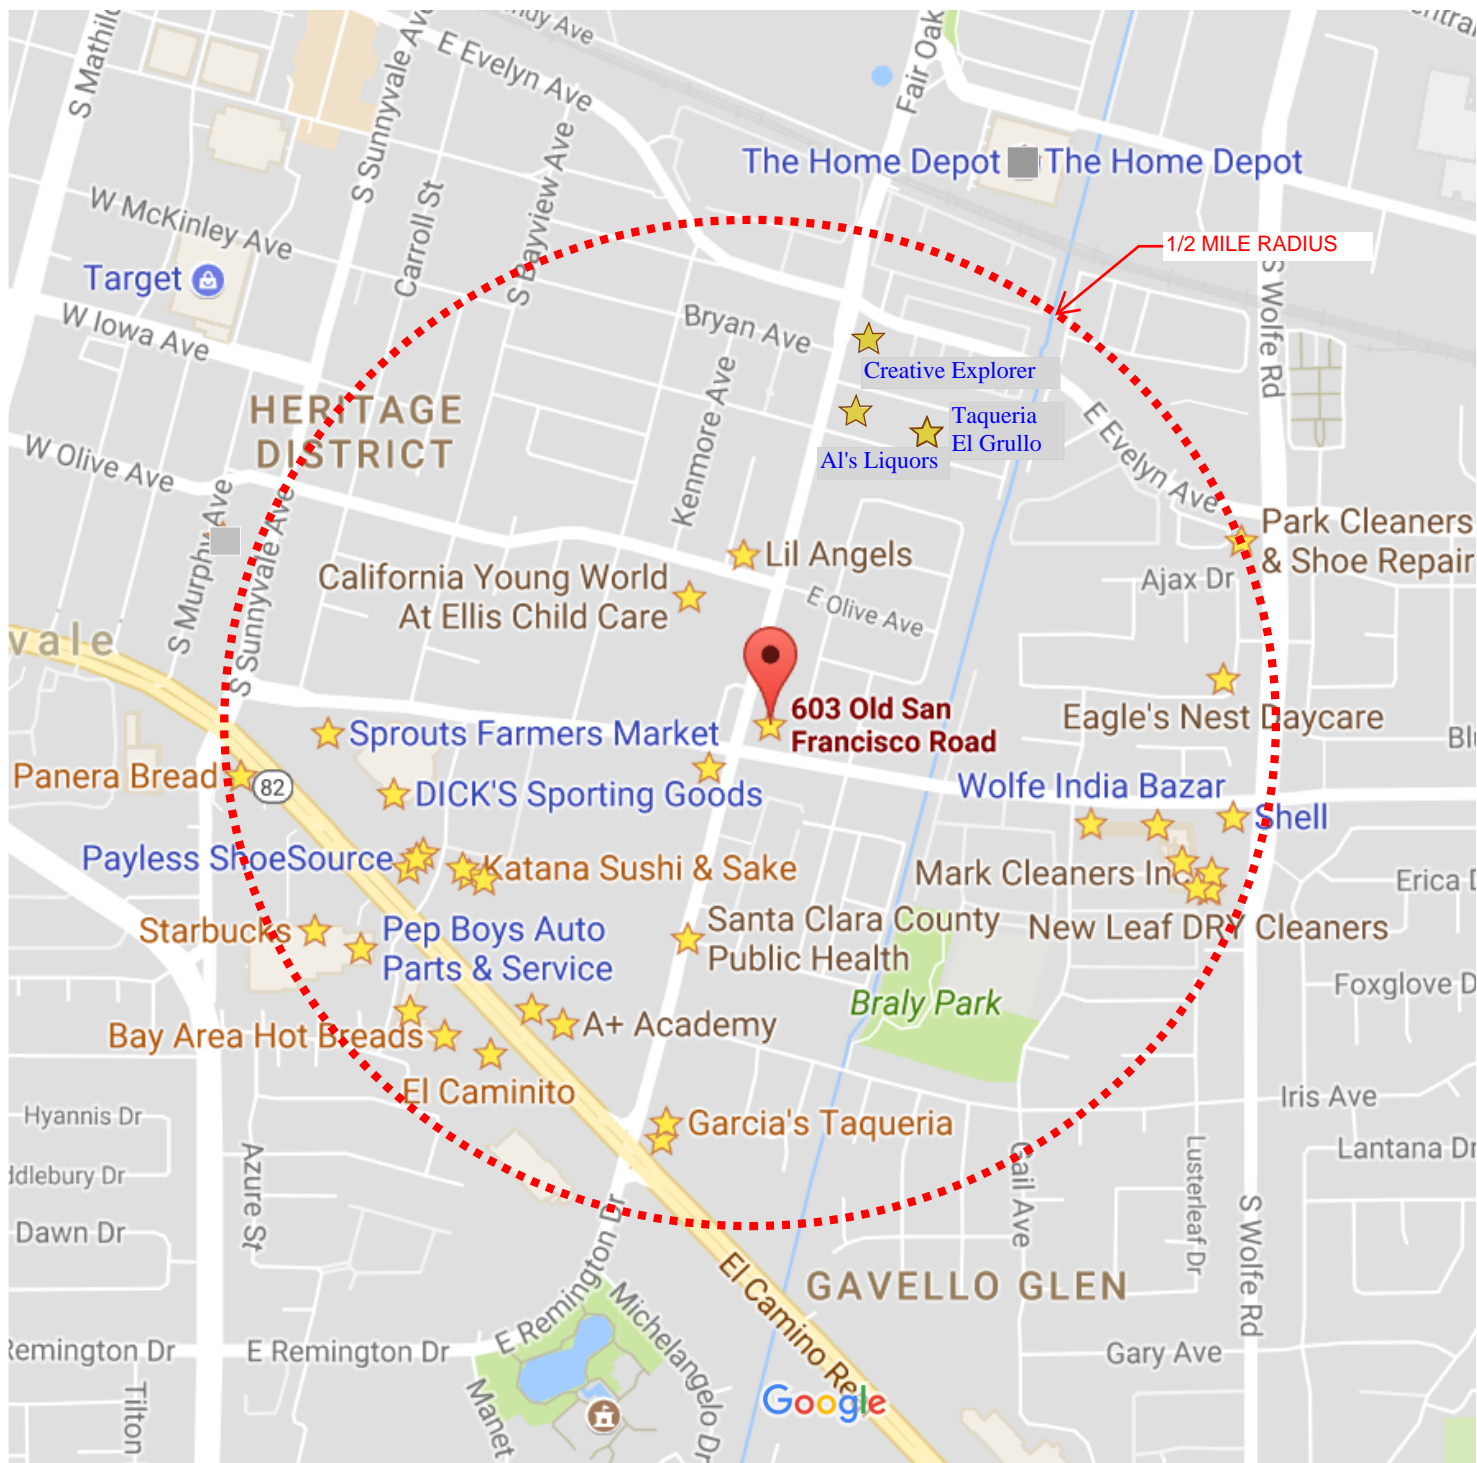 S Mathild
S Sunnyvale Ave
E Evelyn Ave
Fair Oak
The Home Depot
The Home Depot
W McKinley Ave
Carroll St
S Bayview Ave
1/2 MILE RADIUS
S Wolfe Rd
Target
W Iowa Ave
Bryan Ave
Creative Explorer
Kenmore Ave
HERITAGE
DISTRICT
Taqueria
El Grullo
Al's Liquors
E Evelyn Ave
W Olive Ave
S Murphy Ave
S Sunnyvale Ave
Park Cleaners
& Shoe Repair
Lil Angels
California Young World
At Ellis Child Care
Ajax Dr
E Olive Ave
vale
603 Old San
Francisco Road
Eagle's Nest Daycare
Sprouts Farmers Market
Blu
Panera Bread
82
DICK'S Sporting Goods
Wolfe India Bazar
Shell
Payless ShoeSource
Katana Sushi & Sake
Mark Cleaners Inc
Erica D
Starbucks
Pep Boys Auto
Parts & Service
Santa Clara County
Public Health
New Leaf DRY Cleaners
Foxglove D
Braly Park
Bay Area Hot Breads
A+ Academy
El Caminito
Garcia's Taqueria
Iris Ave
Hyannis Dr
Lantana Dr
ddlebury Dr
Azure St
Gail Ave
Lusterleaf Dr
S Wolfe Rd
Dawn Dr
E Remington Dr
El Camino Real
GAVELLO GLEN
Michelangelo Dr
Remington Dr
E Remington Dr
Gary Ave
Tilton
Manet
Google